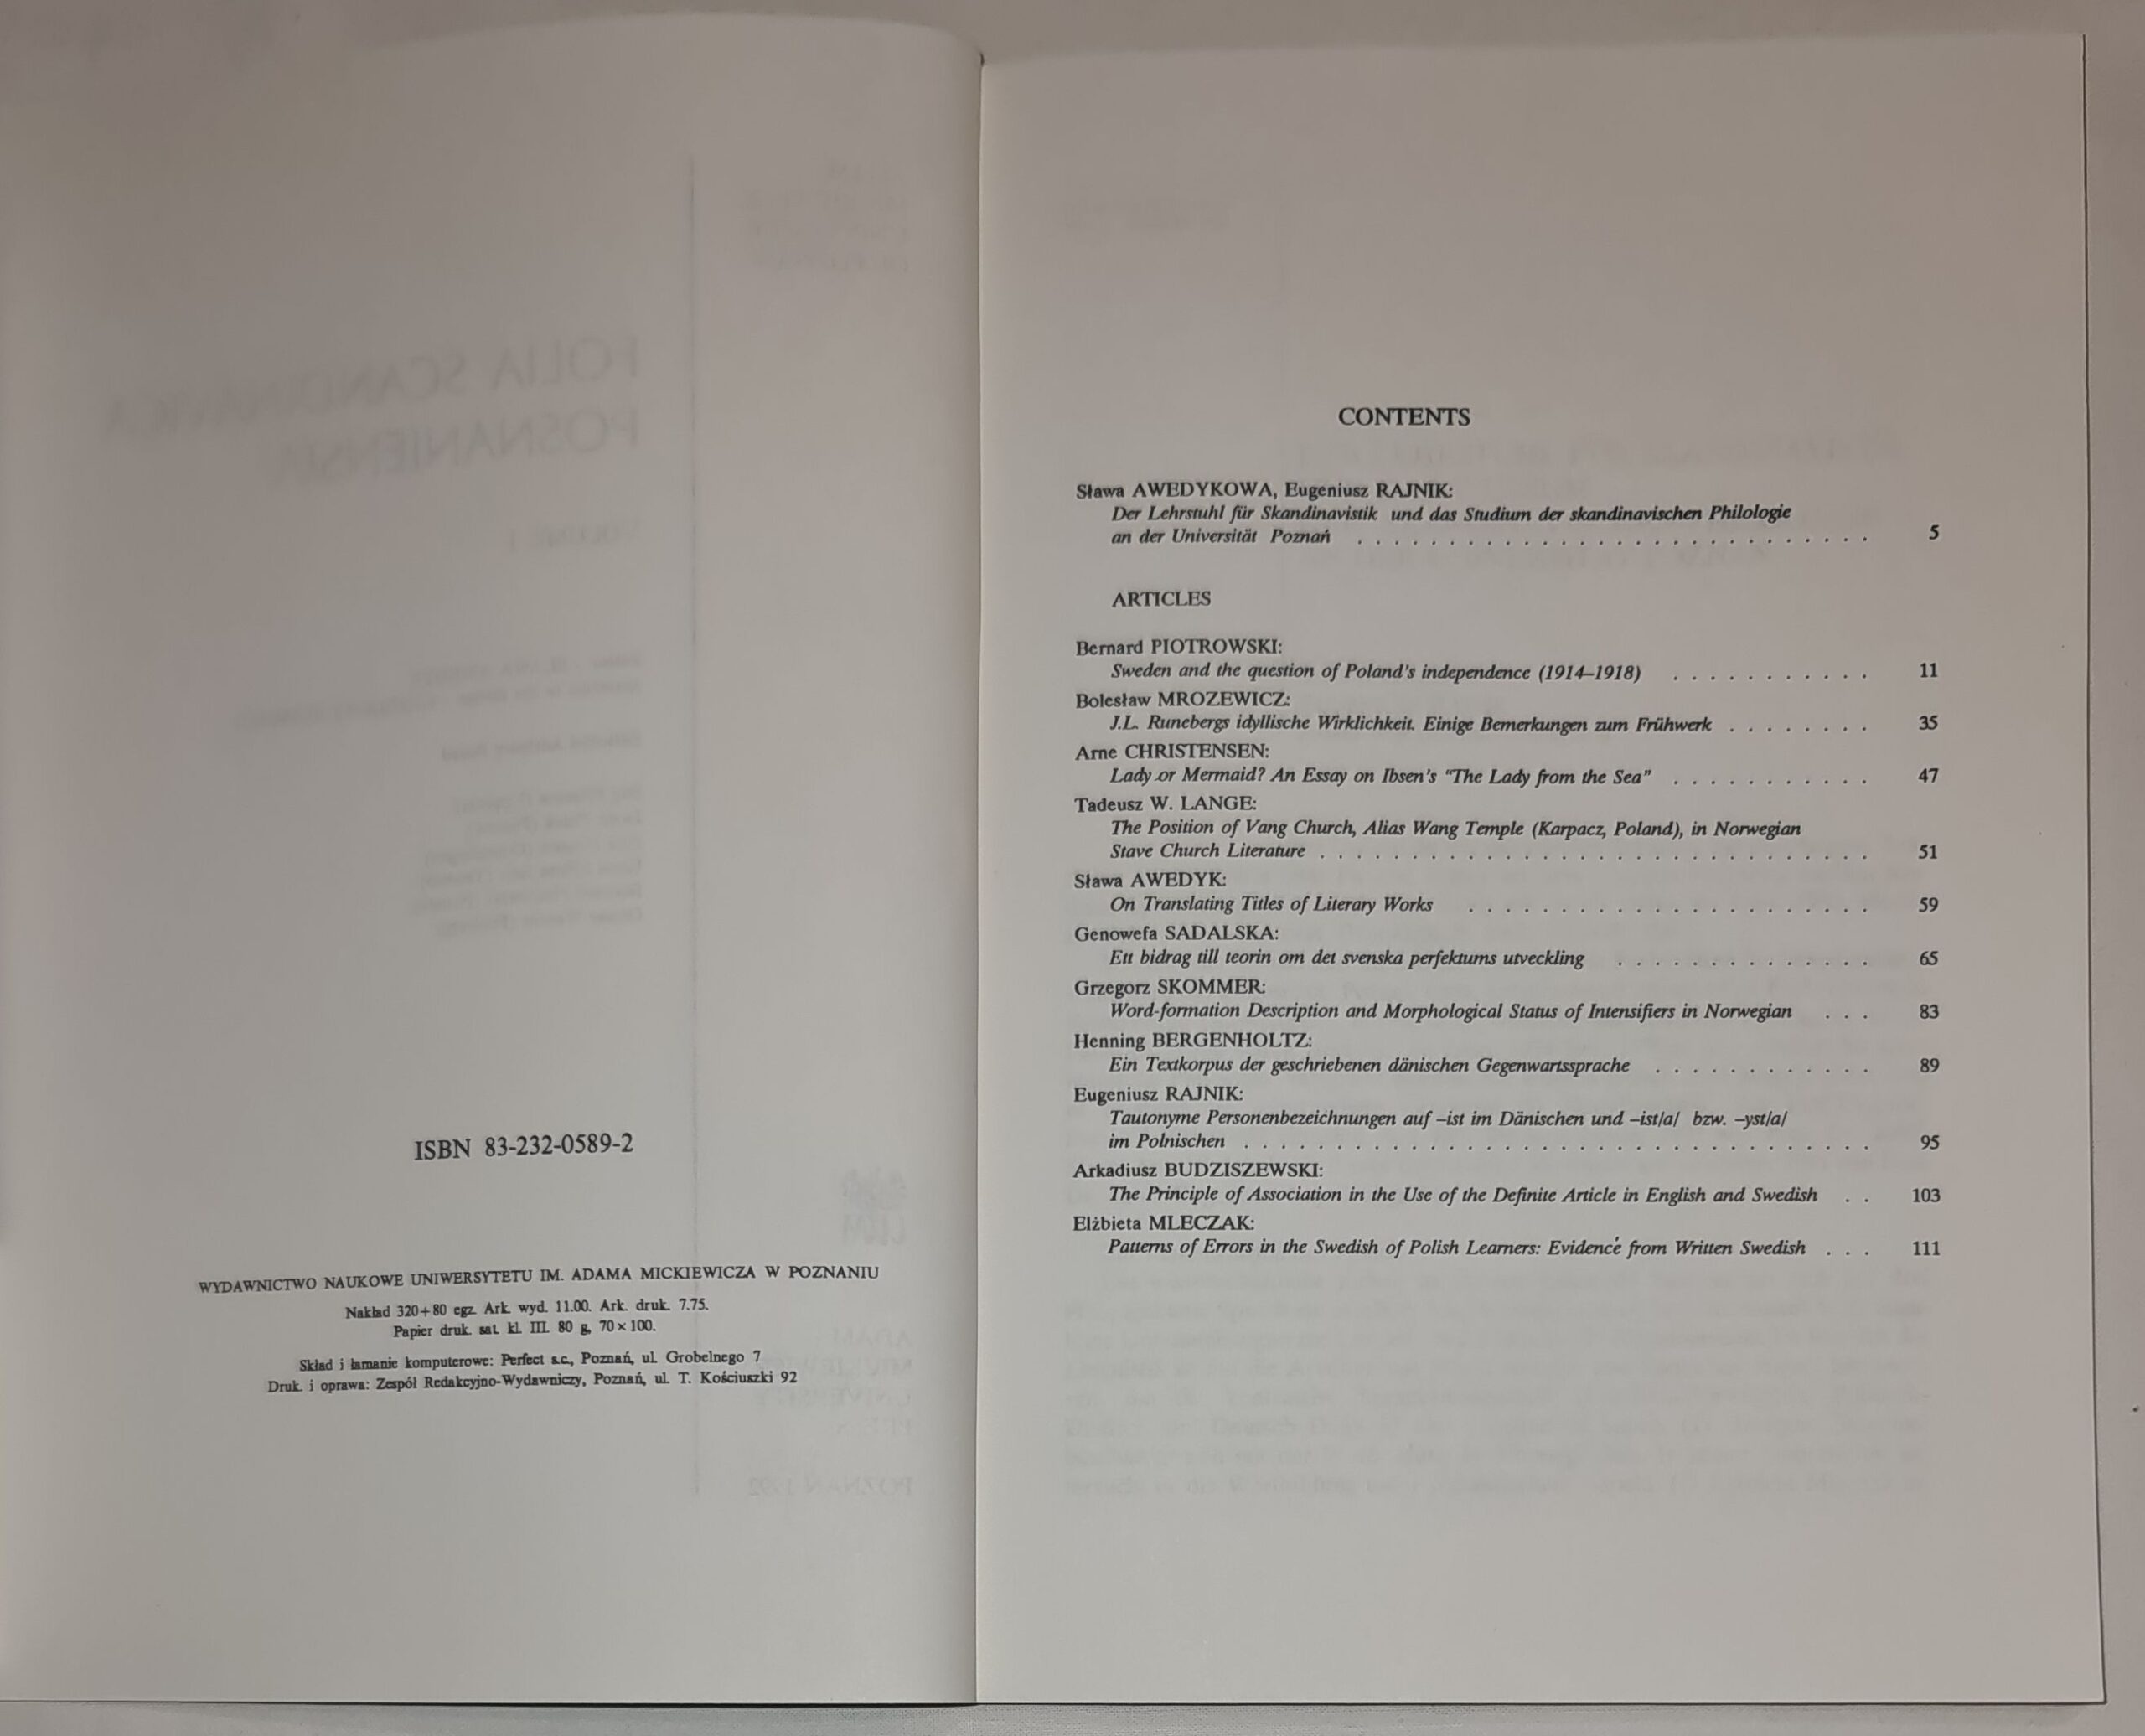 ISBN 83-232-0589-2
WYDAWNICTWO NAUKOWE UNIWERSYTETU IM. ADAMA MICKIEWICZA W POZNANIU
Nakład 320+80 egz. Ark. wyd. 11.00. Ark. druk. 7.75.
Papier druk. sat. kl. III. 80 g, 70×100.
Skład i łamanie komputerowe: Perfect s.c., Poznań, ul. Grobelnego 7
Druk. i oprawa: Zespół Redakcyjno-Wydawniczy, Poznań, ul. T. Kościuszki 92
CONTENTS
Sława AWEDYKOWA, Eugeniusz RAJNIK:
Der Lehrstuhl für Skandinavistik und das Studium der skandinavischen Philologie
an der Universität Poznań . . . . . . . . . . . . . . . . . . . . . . . . . . . . 5
ARTICLES
Bernard PIOTROWSKI:
Sweden and the question of Poland's independence (1914–1918) . . . . . . . . . . . 11
Bolesław MROZEWICZ:
J.L. Runebergs idyllische Wirklichkeit. Einige Bemerkungen zum Frühwerk . . . . . . . . 35
Arne CHRISTENSEN:
Lady or Mermaid? An Essay on Ibsen's "The Lady from the Sea" . . . . . . . . . . . 47
Tadeusz W. LANGE:
The Position of Vang Church, Alias Wang Temple (Karpacz, Poland), in Norwegian
Stave Church Literature . . . . . . . . . . . . . . . . . . . . . . . . . . . . . 51
Sława AWEDYK:
On Translating Titles of Literary Works . . . . . . . . . . . . . . . . . . . . . . 59
Genowefa SADALSKA:
Ett bidrag till teorin om det svenska perfektums utveckling . . . . . . . . . . . . . . 65
Grzegorz SKOMMER:
Word-formation Description and Morphological Status of Intensifiers in Norwegian . . . 83
Henning BERGENHOLTZ:
Ein Textkorpus der geschriebenen dänischen Gegenwartssprache . . . . . . . . . . . . 89
Eugeniusz RAJNIK:
Tautonyme Personenbezeichnungen auf –ist im Dänischen und –ist/a/ bzw. –yst/a/
im Polnischen . . . . . . . . . . . . . . . . . . . . . . . . . . . . . . . . . . 95
Arkadiusz BUDZISZEWSKI:
The Principle of Association in the Use of the Definite Article in English and Swedish . . 103
Elżbieta MLECZAK:
Patterns of Errors in the Swedish of Polish Learners: Evidence from Written Swedish . . . 111